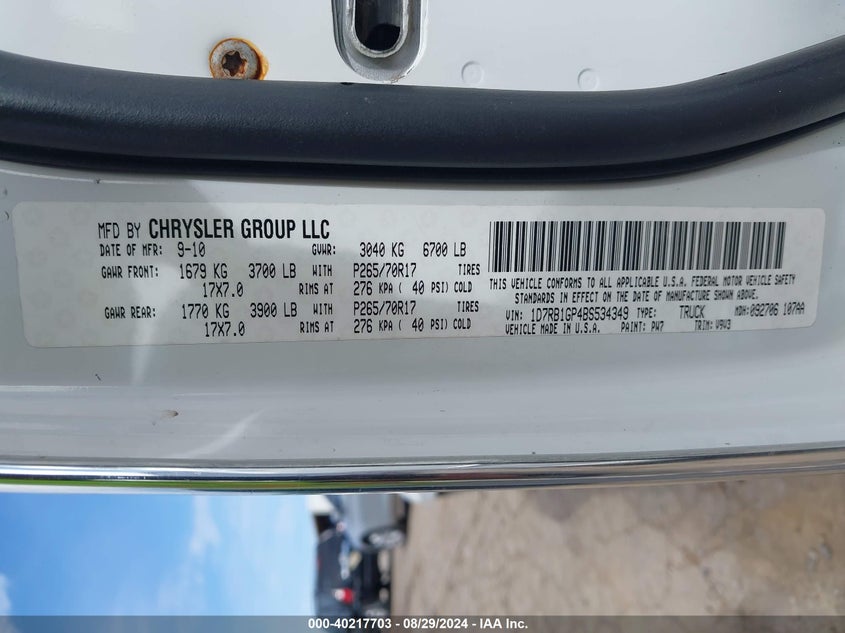 MFD BY CHRYSLER GROUP LLC
DATE OF MFR: 9-10 GVWR: 3040 KG 6700 LB
GAWR FRONT: 1679 KG 3700 LB WITH P265/70R17 TIRES
17X7.0 RIMS AT 276 KPA ( 40 PSI) COLD
GAWR REAR: 1770 KG 3900 LB WITH P265/70R17 TIRES
17X7.0 RIMS AT 276 KPA ( 40 PSI) COLD
THIS VEHICLE CONFORMS TO ALL APPLICABLE U.S.A. FEDERAL MOTOR VEHICLE SAFETY
STANDARDS IN EFFECT ON THE DATE OF MANUFACTURE SHOWN ABOVE.
VIN: 1D7RB1GP4BS534349 TYPE: TRUCK MDH: 092706 107AA
VEHICLE MADE IN U.S.A. PAINT: PW7 TRIM: V9V3
000-40217703 - 08/29/2024 - IAA Inc.